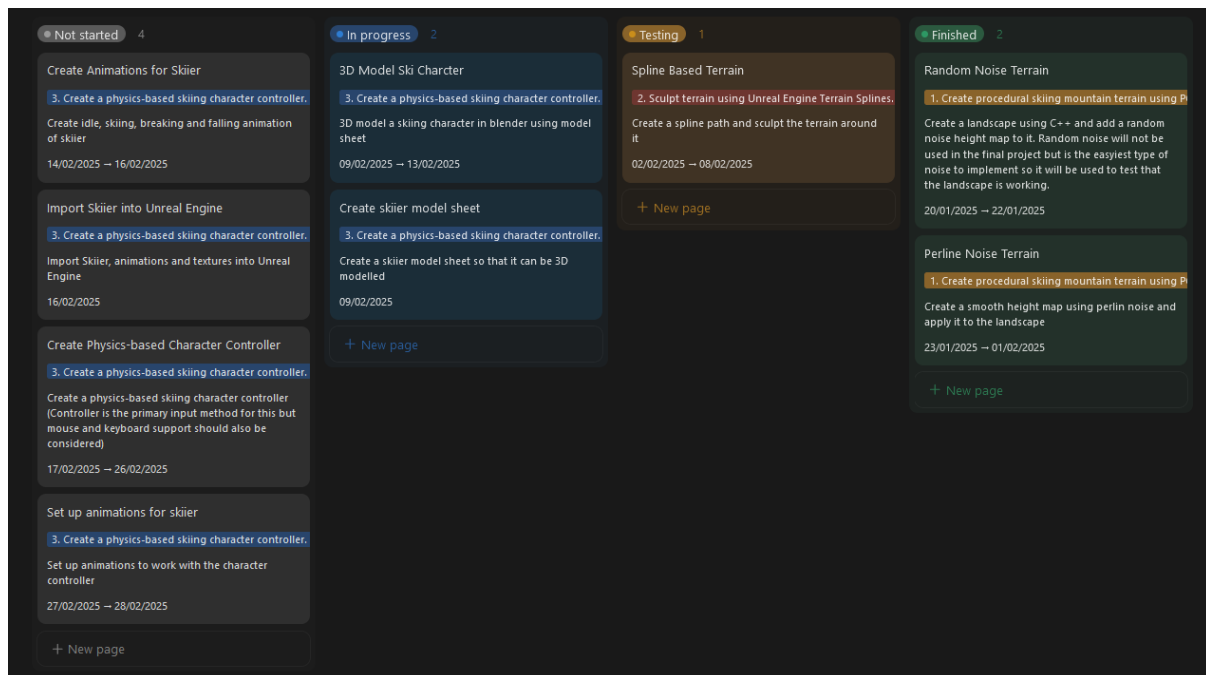 Not started 4
Create Animations for Skiier
3. Create a physics-based skiing character controller.
Create idle, skiing, breaking and falling animation
of skiier
14/02/2025 → 16/02/2025
Import Skiier into Unreal Engine
3. Create a physics-based skiing character controller.
Import Skiier, animations and textures into Unreal
Engine
16/02/2025
Create Physics-based Character Controller
3. Create a physics-based skiing character controller.
Create a physics-based skiing character controller
(Controller is the primary input method for this but
mouse and keyboard support should also be
considered)
17/02/2025 → 26/02/2025
Set up animations for skiier
3. Create a physics-based skiing character controller.
Set up animations to work with the character
controller
27/02/2025 → 28/02/2025
+ New page
In progress 2
3D Model Ski Charcter
3. Create a physics-based skiing character controller.
3D model a skiing character in blender using model
sheet
09/02/2025 → 13/02/2025
Create skiier model sheet
3. Create a physics-based skiing character controller.
Create a skiier model sheet so that it can be 3D
modelled
09/02/2025
+ New page
Testing 1
Spline Based Terrain
2. Sculpt terrain using Unreal Engine Terrain Splines.
Create a spline path and sculpt the terrain around
it
02/02/2025 → 08/02/2025
+ New page
Finished 2
Random Noise Terrain
1. Create procedural skiing mountain terrain using
Create a landscape using C++ and add a random
noise height map to it. Random noise will not be
used in the final project but is the easyiest type of
noise to implement so it will be used to test that
the landscape is working.
20/01/2025 → 22/01/2025
Perline Noise Terrain
1. Create procedural skiing mountain terrain using
Create a smooth height map using perlin noise and
apply it to the landscape
23/01/2025 → 01/02/2025
+ New page